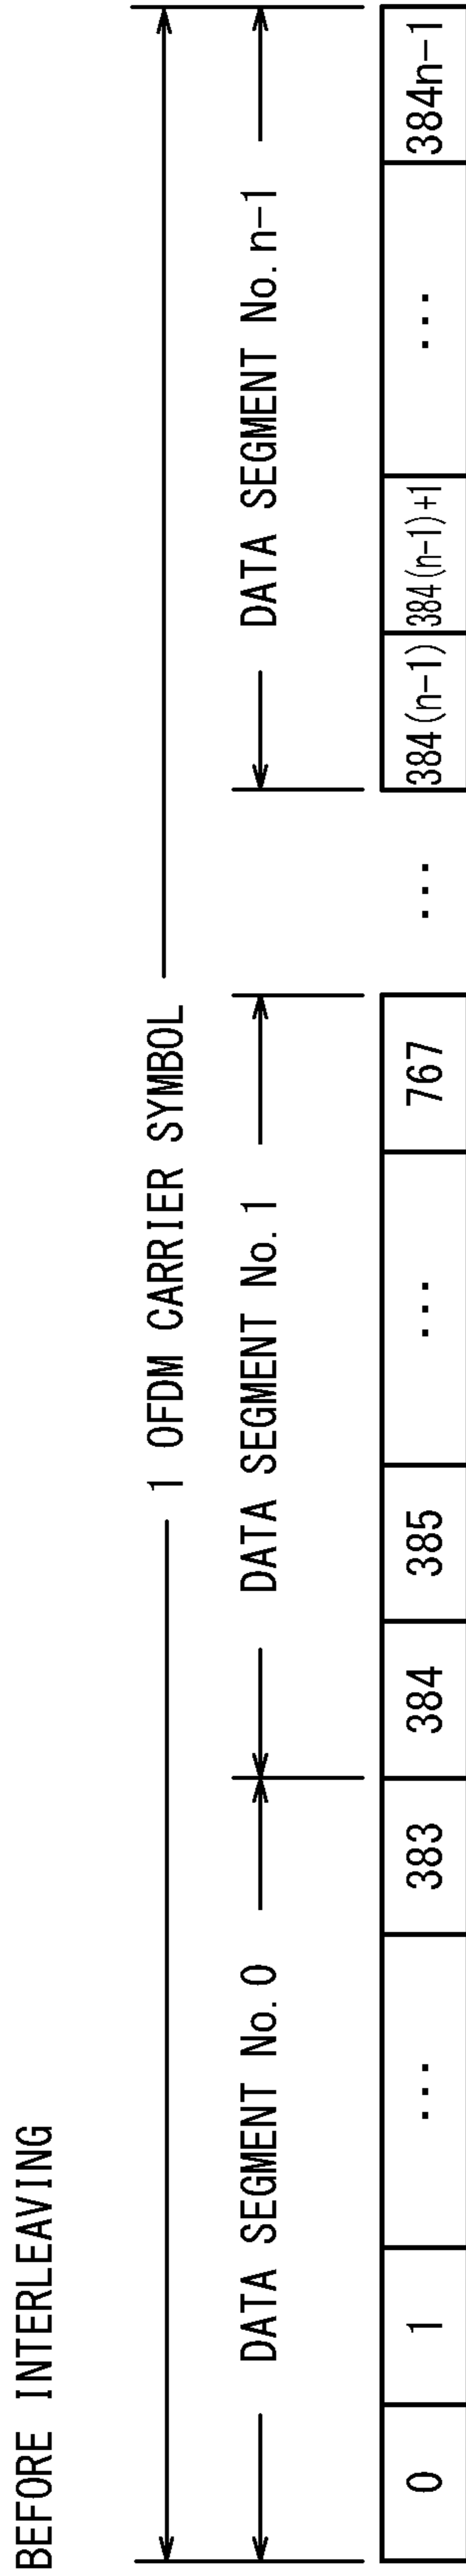 BEFORE INTERLEAVING
1 OFDM CARRIER SYMBOL
DATA SEGMENT No. 0
DATA SEGMENT No. 1
DATA SEGMENT No. n-1
0
1
...
383
384
385
...
767
...
384(n-1)
384(n-1)+1
...
384n-1